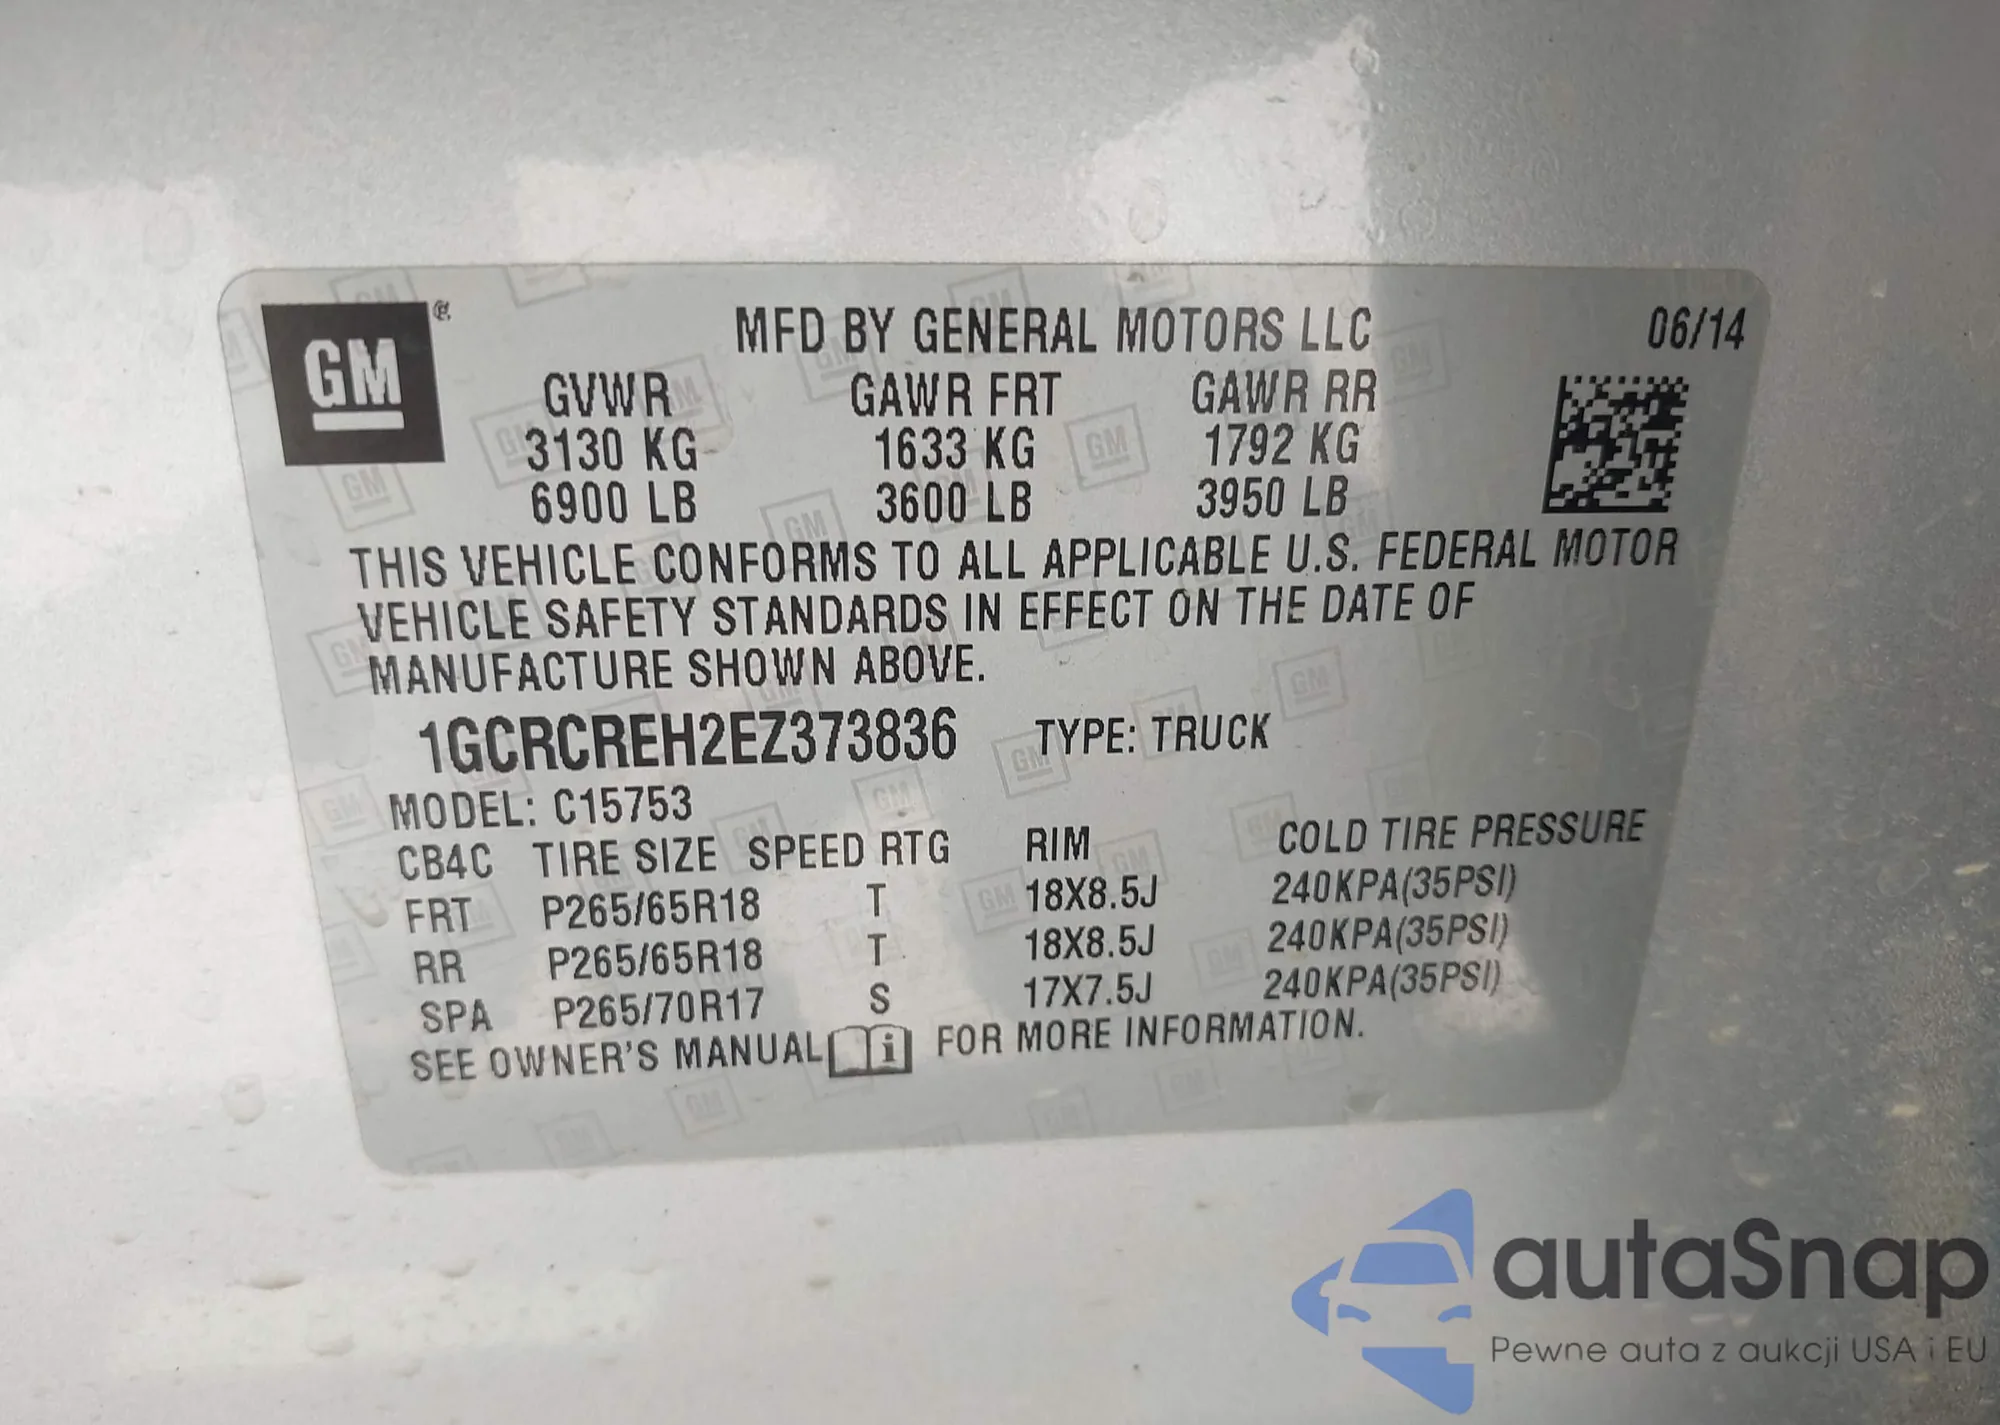 GM
MFD BY GENERAL MOTORS LLC 06/14
GVWR GAWR FRT GAWR RR
3130 KG 1633 KG 1792 KG
6900 LB 3600 LB 3950 LB
THIS VEHICLE CONFORMS TO ALL APPLICABLE U.S. FEDERAL MOTOR
VEHICLE SAFETY STANDARDS IN EFFECT ON THE DATE OF
MANUFACTURE SHOWN ABOVE.
1GCRCREH2EZ373836 TYPE: TRUCK
MODEL: C15753
CB4C TIRE SIZE SPEED RTG RIM COLD TIRE PRESSURE
FRT P265/65R18 T 18X8.5J 240KPA(35PSI)
RR P265/65R18 T 18X8.5J 240KPA(35PSI)
SPA P265/70R17 S 17X7.5J 240KPA(35PSI)
SEE OWNER'S MANUAL i FOR MORE INFORMATION.
autaSnap
Pewne auta z aukcji USA i EU